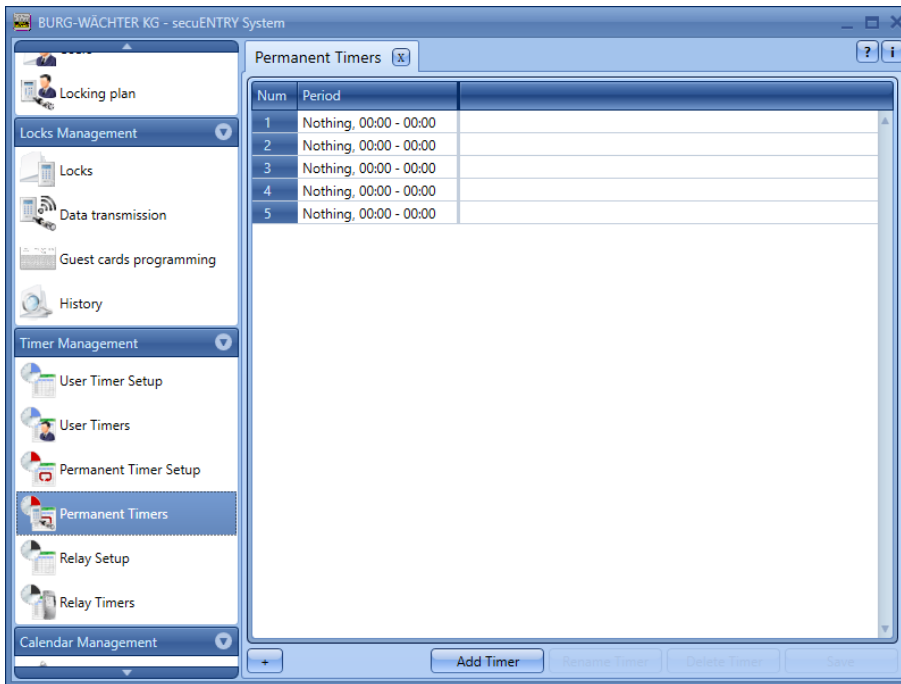 BURG-WÄCHTER KG - secuENTRY System
Locking plan
Locks Management
Locks
Data transmission
Guest cards programming
History
Timer Management
User Timer Setup
User Timers
Permanent Timer Setup
Permanent Timers
Relay Setup
Relay Timers
Calendar Management
Permanent Timers x
? i
Num Period
1 Nothing, 00:00 - 00:00
2 Nothing, 00:00 - 00:00
3 Nothing, 00:00 - 00:00
4 Nothing, 00:00 - 00:00
5 Nothing, 00:00 - 00:00
+ Add Timer Rename Timer Delete Timer Save